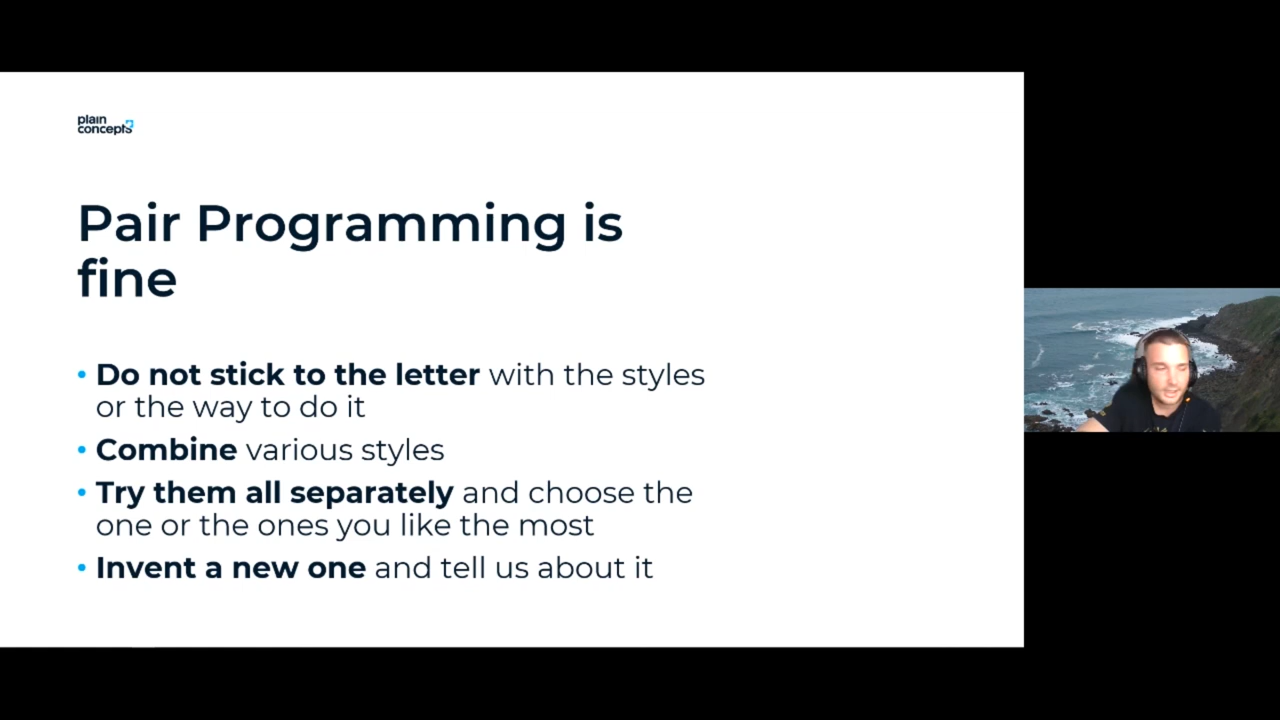 plain
concepts
Pair Programming is
fine
• Do not stick to the letter with the styles
or the way to do it
• Combine various styles
• Try them all separately and choose the
one or the ones you like the most
• Invent a new one and tell us about it